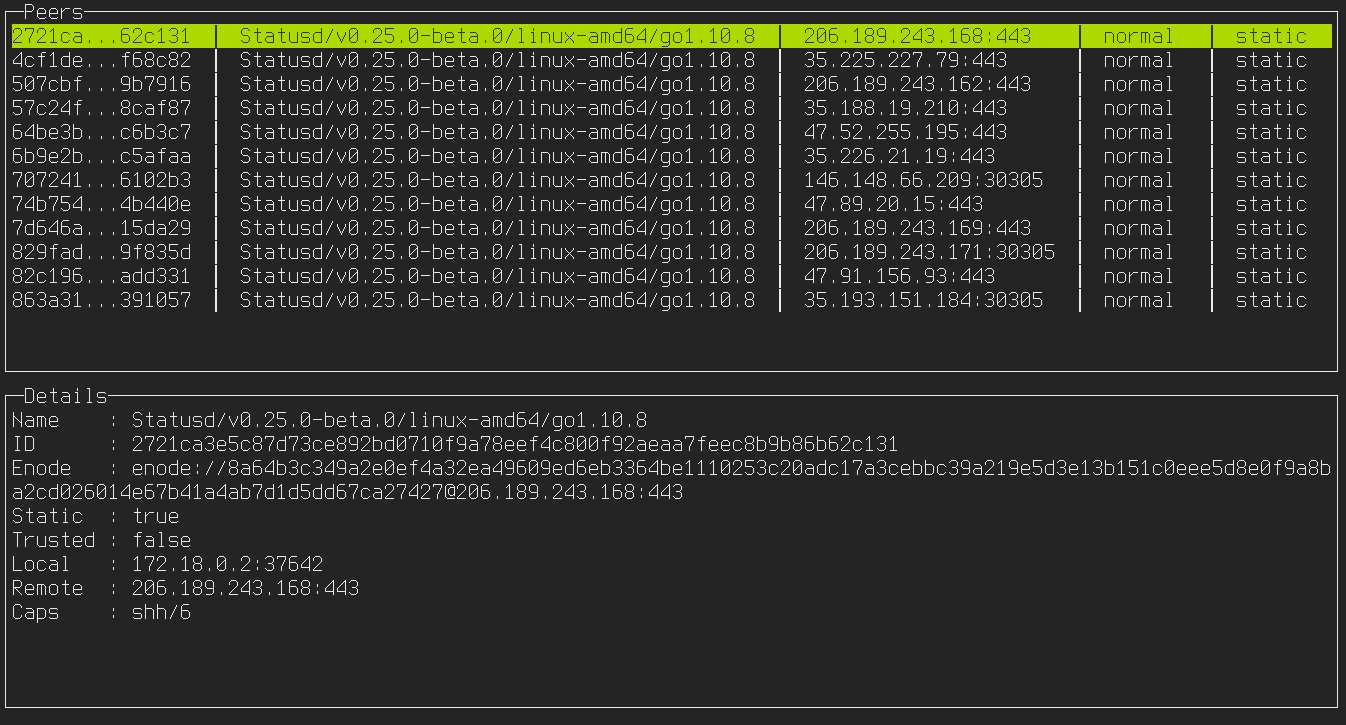 Peers
2721ca...62c131 | Statusd/v0.25.0-beta.0/linux-amd64/go1.10.8 | 206.189.243.168:443 | normal | static
4cf1de...f68c82 | Statusd/v0.25.0-beta.0/linux-amd64/go1.10.8 | 35.225.227.79:443 | normal | static
507cbf...9b7916 | Statusd/v0.25.0-beta.0/linux-amd64/go1.10.8 | 206.189.243.162:443 | normal | static
57c24f...8caf87 | Statusd/v0.25.0-beta.0/linux-amd64/go1.10.8 | 35.188.19.210:443 | normal | static
64be3b...c6b3c7 | Statusd/v0.25.0-beta.0/linux-amd64/go1.10.8 | 47.52.255.195:443 | normal | static
6b9e2b...c5afaa | Statusd/v0.25.0-beta.0/linux-amd64/go1.10.8 | 35.226.21.19:443 | normal | static
707241...6102b3 | Statusd/v0.25.0-beta.0/linux-amd64/go1.10.8 | 146.148.66.209:30305 | normal | static
74b754...4b440e | Statusd/v0.25.0-beta.0/linux-amd64/go1.10.8 | 47.89.20.15:443 | normal | static
7d646a...15da29 | Statusd/v0.25.0-beta.0/linux-amd64/go1.10.8 | 206.189.243.169:443 | normal | static
829fad...9f835d | Statusd/v0.25.0-beta.0/linux-amd64/go1.10.8 | 206.189.243.171:30305 | normal | static
82c196...add331 | Statusd/v0.25.0-beta.0/linux-amd64/go1.10.8 | 47.91.156.93:443 | normal | static
863a31...391057 | Statusd/v0.25.0-beta.0/linux-amd64/go1.10.8 | 35.193.151.184:30305 | normal | static
Details
Name : Statusd/v0.25.0-beta.0/linux-amd64/go1.10.8
ID : 2721ca3e5c87d73ce892bd0710f9a78eef4c800f92aeaa7feec8b9b86b62c131
Enode : enode://8a64b3c349a2e0ef4a32ea49609ed6eb3364be1110253c20adc17a3cebbc39a219e5d3e13b151c0eee5d8e0f9a8b
a2cd026014e67b41a4ab7d1d5dd67ca27427@206.189.243.168:443
Static : true
Trusted : false
Local : 172.18.0.2:37642
Remote : 206.189.243.168:443
Caps : shh/6